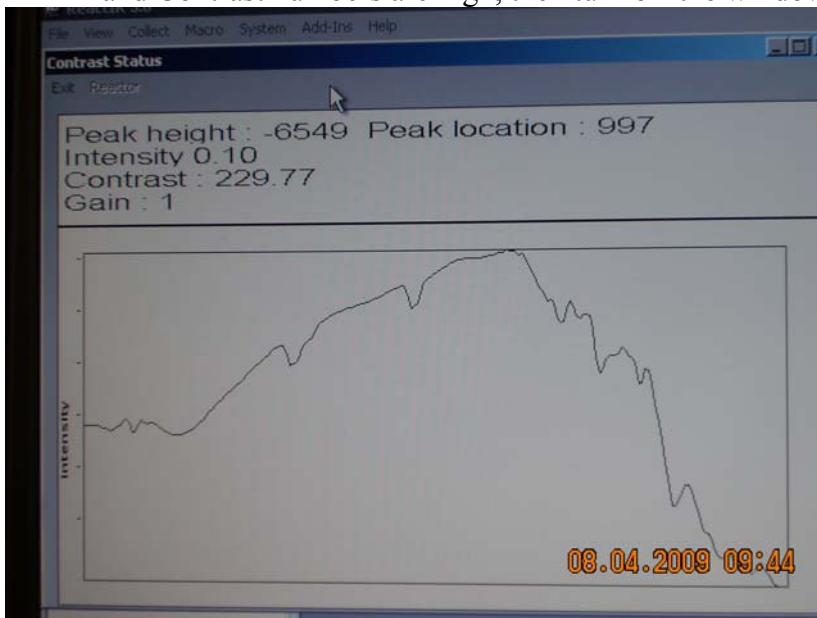 File View Collect Macro System Add-Ins Help
Contrast Status
Exit Reactor
Peak height : -6549 Peak location : 997
Intensity 0.10
Contrast : 229.77
Gain : 1
Intensity
08.04.2009 09:44